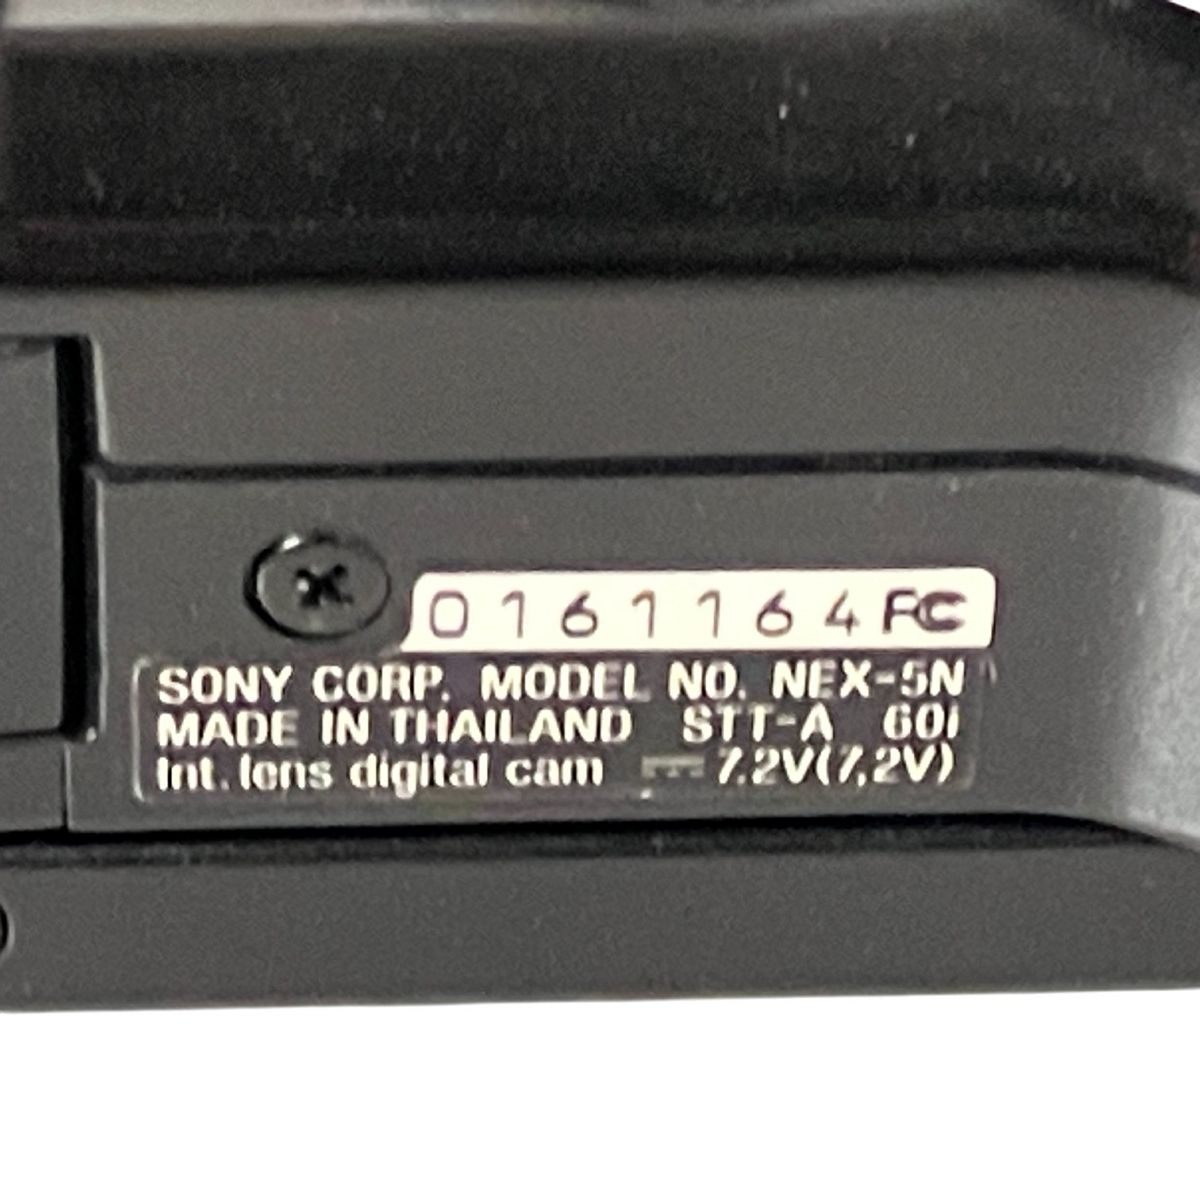 0161164 FC
SONY CORP. MODEL NO. NEX-5N
MADE IN THAILAND STT-A 60i
Int. lens digital cam ⎓ 7.2V(7,2V)